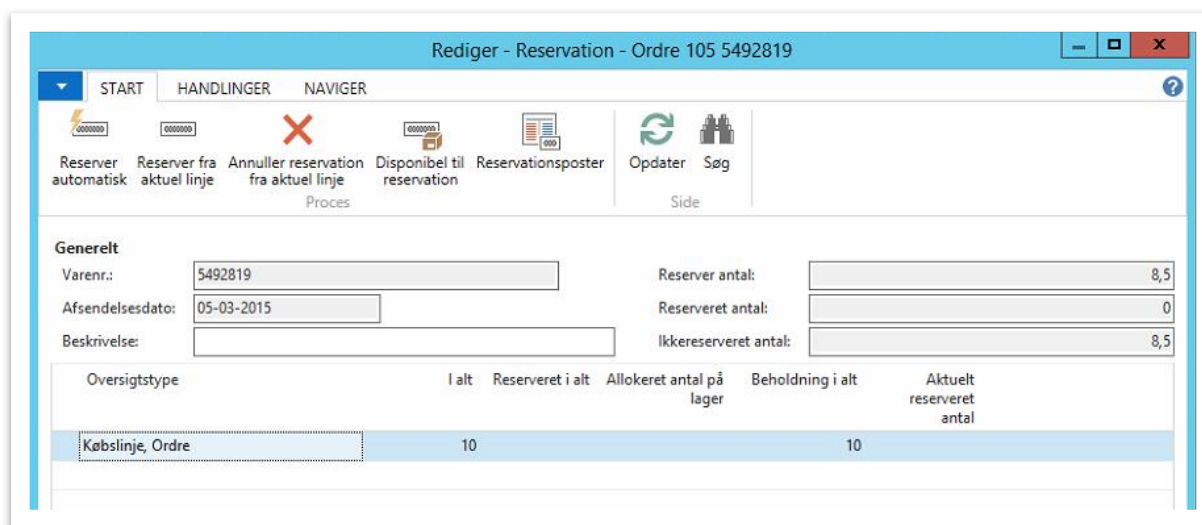 Rediger - Reservation - Ordre 105 5492819
START HANDLINGER NAVIGER
Reserver automatisk
Reserver fra aktuel linje
Annuller reservation fra aktuel linje
Disponibel til reservation
Reservationsposter
Opdater
Søg
Proces
Side
Generelt
Varenr.: 5492819 Reserver antal: 8,5
Afsendelsesdato: 05-03-2015 Reserveret antal: 0
Beskrivelse: Ikkereserveret antal: 8,5
Oversigtstype I alt Reserveret i alt Allokeret antal på lager Beholdning i alt Aktuelt reserveret antal
Købslinje, Ordre 10 10